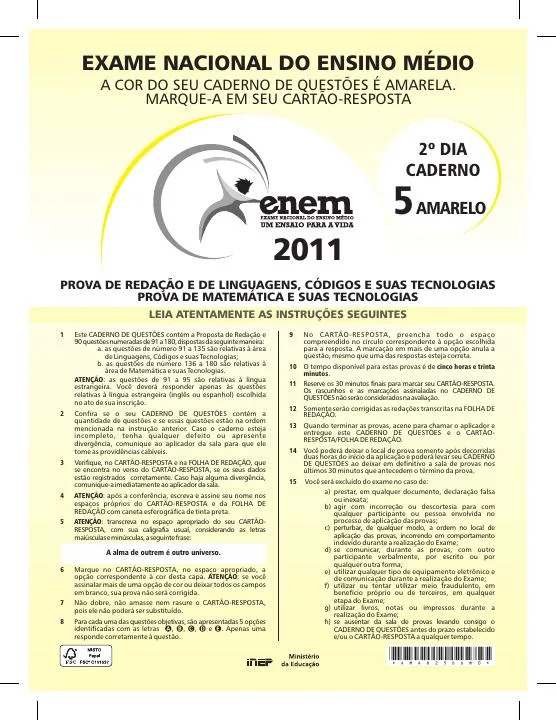 EXAME NACIONAL DO ENSINO MÉDIO
A COR DO SEU CADERNO DE QUESTÕES É AMARELA.
MARQUE-A EM SEU CARTÃO-RESPOSTA
2º DIA
CADERNO
5 AMARELO
enem
EXAME NACIONAL DO ENSINO MÉDIO
UM ENSAIO PARA A VIDA
2011
PROVA DE REDAÇÃO E DE LINGUAGENS, CÓDIGOS E SUAS TECNOLOGIAS
PROVA DE MATEMÁTICA E SUAS TECNOLOGIAS
LEIA ATENTAMENTE AS INSTRUÇÕES SEGUINTES
1 Este CADERNO DE QUESTÕES contém a Proposta de Redação e
90 questões numeradas de 91 a 180, dispostas da seguinte maneira:
a. as questões de número 91 a 135 são relativas à área
de Linguagens, Códigos e suas Tecnologias;
b. as questões de número 136 a 180 são relativas à
área de Matemática e suas Tecnologias.
ATENÇÃO: as questões de 91 a 95 são relativas à língua
estrangeira. Você deverá responder apenas às questões
relativas à língua estrangeira (inglês ou espanhol) escolhida
no ato de sua inscrição.
2 Confira se o seu CADERNO DE QUESTÕES contém a
quantidade de questões e se essas questões estão na ordem
mencionada na instrução anterior. Caso o caderno esteja
incompleto, tenha qualquer defeito ou apresente
divergência, comunique ao aplicador da sala para que ele
tome as providências cabíveis.
3 Verifique, no CARTÃO-RESPOSTA e na FOLHA DE REDAÇÃO, que
se encontra no verso do CARTÃO-RESPOSTA, se os seus dados
estão registrados corretamente. Caso haja alguma divergência,
comunique-a imediatamente ao aplicador da sala.
4 ATENÇÃO: após a conferência, escreva e assine seu nome nos
espaços próprios do CARTÃO-RESPOSTA e da FOLHA DE
REDAÇÃO com caneta esferográfica de tinta preta.
5 ATENÇÃO: transcreva no espaço apropriado do seu CARTÃO-
RESPOSTA, com sua caligrafia usual, considerando as letras
maiúsculas e minúsculas, a seguinte frase:
A alma de outrem é outro universo.
6 Marque no CARTÃO-RESPOSTA, no espaço apropriado, a
opção correspondente à cor desta capa. ATENÇÃO: se você
assinalar mais de uma opção de cor ou deixar todos os campos
em branco, sua prova não será corrigida.
7 Não dobre, não amasse nem rasure o CARTÃO-RESPOSTA,
pois ele não poderá ser substituído.
8 Para cada uma das questões objetivas, são apresentadas 5 opções
identificadas com as letras A, B, C, D e E. Apenas uma
responde corretamente à questão.
9 No CARTÃO-RESPOSTA, preencha todo o espaço
compreendido no círculo correspondente à opção escolhida
para a resposta. A marcação em mais de uma opção anula a
questão, mesmo que uma das respostas esteja correta.
10 O tempo disponível para estas provas é de cinco horas e trinta
minutos.
11 Reserve os 30 minutos finais para marcar seu CARTÃO-RESPOSTA.
Os rascunhos e as marcações assinaladas no CADERNO DE
QUESTÕES não serão considerados na avaliação.
12 Somente serão corrigidas as redações transcritas na FOLHA DE
REDAÇÃO.
13 Quando terminar as provas, acene para chamar o aplicador e
entregue este CADERNO DE QUESTÕES e o CARTÃO-
RESPOSTA/FOLHA DE REDAÇÃO.
14 Você poderá deixar o local de prova somente após decorridas
duas horas do início da aplicação e poderá levar seu CADERNO
DE QUESTÕES ao deixar em definitivo a sala de provas nos
últimos 30 minutos que antecedem o término da prova.
15 Você será excluído do exame no caso de:
a) prestar, em qualquer documento, declaração falsa
ou inexata;
b) agir com incorreção ou descortesia para com
qualquer participante ou pessoa envolvida no
processo de aplicação das provas;
c) perturbar, de qualquer modo, a ordem no local de
aplicação das provas, incorrendo em comportamento
indevido durante a realização do Exame;
d) se comunicar, durante as provas, com outro
participante verbalmente, por escrito ou por
qualquer outra forma;
e) utilizar qualquer tipo de equipamento eletrônico e
de comunicação durante a realização do Exame;
f) utilizar ou tentar utilizar meio fraudulento, em
benefício próprio ou de terceiros, em qualquer
etapa do Exame;
g) utilizar livros, notas ou impressos durante a
realização do Exame;
h) se ausentar da sala de provas levando consigo o
CADERNO DE QUESTÕES antes do prazo estabelecido
e/ou o CARTÃO-RESPOSTA a qualquer tempo.
FSC
MISTO
Papel
INEP
Ministério
da Educação